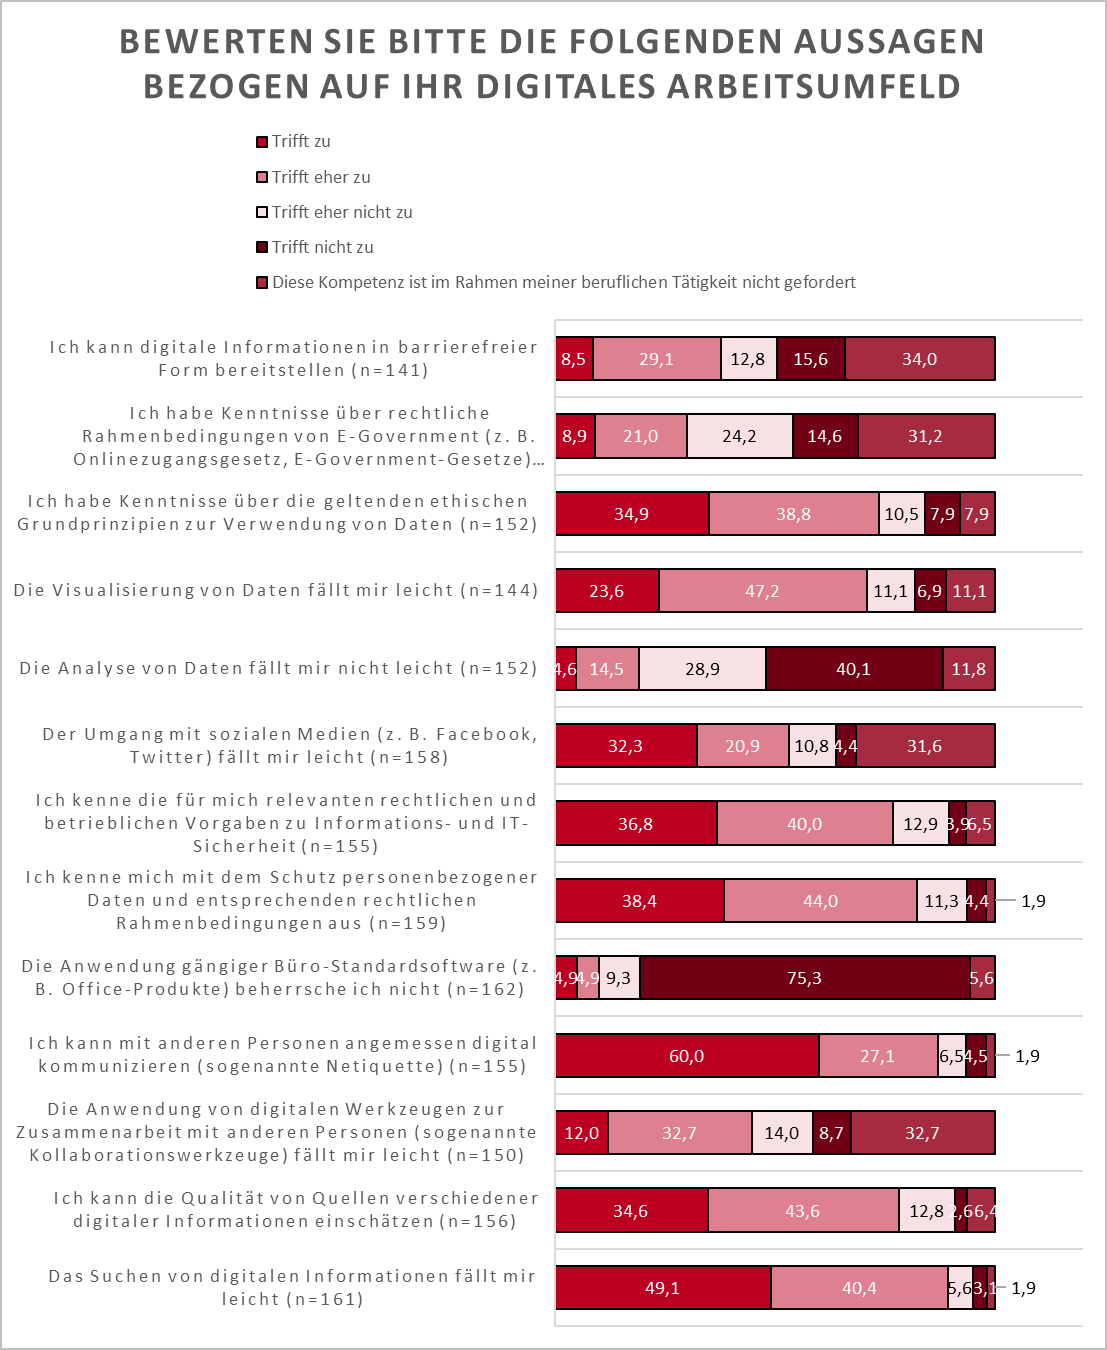 BEWERTEN SIE BITTE DIE FOLGENDEN AUSSAGEN
BEZOGEN AUF IHR DIGITALES ARBEITSUMFELD
Trifft zu
Trifft eher zu
Trifft eher nicht zu
Trifft nicht zu
Diese Kompetenz ist im Rahmen meiner beruflichen Tätigkeit nicht gefordert
Ich kann digitale Informationen in barrierefreier
Form bereitstellen (n=141)
8,5 29,1 12,8 15,6 34,0
Ich habe Kenntnisse über rechtliche
Rahmenbedingungen von E-Government (z. B.
Onlinezugangsgesetz, E-Government-Gesetze)…
8,9 21,0 24,2 14,6 31,2
Ich habe Kenntnisse über die geltenden ethischen
Grundprinzipien zur Verwendung von Daten (n=152)
34,9 38,8 10,5 7,9 7,9
Die Visualisierung von Daten fällt mir leicht (n=144)
23,6 47,2 11,1 6,9 11,1
Die Analyse von Daten fällt mir nicht leicht (n=152)
4,6 14,5 28,9 40,1 11,8
Der Umgang mit sozialen Medien (z. B. Facebook,
Twitter) fällt mir leicht (n=158)
32,3 20,9 10,8 4,4 31,6
Ich kenne die für mich relevanten rechtlichen und
betrieblichen Vorgaben zu Informations- und IT-
Sicherheit (n=155)
36,8 40,0 12,9 3,9 6,5
Ich kenne mich mit dem Schutz personenbezogener
Daten und entsprechenden rechtlichen
Rahmenbedingungen aus (n=159)
38,4 44,0 11,3 4,4 1,9
Die Anwendung gängiger Büro-Standardsoftware (z.
B. Office-Produkte) beherrsche ich nicht (n=162)
4,9 4,9 9,3 75,3 5,6
Ich kann mit anderen Personen angemessen digital
kommunizieren (sogenannte Netiquette) (n=155)
60,0 27,1 6,5 4,5 1,9
Die Anwendung von digitalen Werkzeugen zur
Zusammenarbeit mit anderen Personen (sogenannte
Kollaborationswerkzeuge) fällt mir leicht (n=150)
12,0 32,7 14,0 8,7 32,7
Ich kann die Qualität von Quellen verschiedener
digitaler Informationen einschätzen (n=156)
34,6 43,6 12,8 2,6 6,4
Das Suchen von digitalen Informationen fällt mir
leicht (n=161)
49,1 40,4 5,6 3,1 1,9